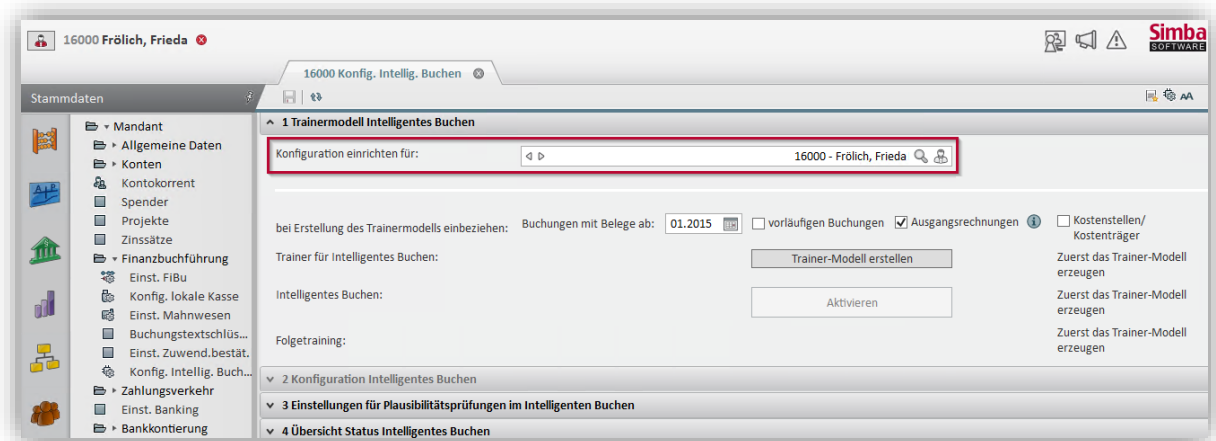 16000 Frölich, Frieda
Simba
SOFTWARE
16000 Konfig. Intellig. Buchen
Stammdaten
AA
Mandant
Allgemeine Daten
Konten
Kontokorrent
Spender
Projekte
Zinssätze
Finanzbuchführung
Einst. FiBu
Konfig. lokale Kasse
Einst. Mahnwesen
Buchungstextschlüs...
Einst. Zuwend.bestät.
Konfig. Intellig. Buch...
Zahlungsverkehr
Einst. Banking
Bankkontierung
A+P
1 Trainermodell Intelligentes Buchen
Konfiguration einrichten für:
16000 - Frölich, Frieda
bei Erstellung des Trainermodells einbeziehen:
Buchungen mit Belege ab: 01.2015
vorläufigen Buchungen
Ausgangsrechnungen
Kostenstellen/
Kostenträger
Trainer für Intelligentes Buchen:
Trainer-Modell erstellen
Zuerst das Trainer-Modell
erzeugen
Intelligentes Buchen:
Aktivieren
Zuerst das Trainer-Modell
erzeugen
Folgetraining:
Zuerst das Trainer-Modell
erzeugen
2 Konfiguration Intelligentes Buchen
3 Einstellungen für Plausibilitätsprüfungen im Intelligenten Buchen
4 Übersicht Status Intelligentes Buchen